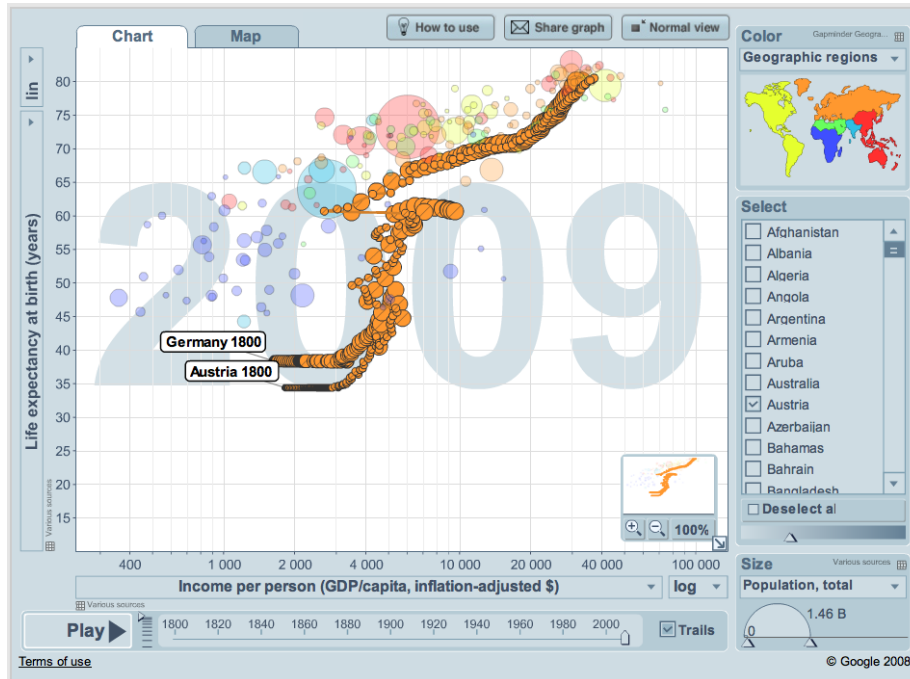 Chart
Map
How to use
Share graph
Normal view
Color
Gapminder Geogra...
Geographic regions
lin
Life expectancy at birth (years)
Various sources
80
75
70
65
60
55
50
45
40
35
30
25
20
15
2009
Germany 1800
Austria 1800
100%
400
1 000
2 000
4 000
10 000
20 000
40 000
100 000
Income per person (GDP/capita, inflation-adjusted $)
log
Various sources
Select
Afghanistan
Albania
Algeria
Angola
Argentina
Armenia
Aruba
Australia
Austria
Azerbaijan
Bahamas
Bahrain
Bangladesh
Deselect al
Size
Various sources
Population, total
1.46 B
0
Play
1800
1820
1840
1860
1880
1900
1920
1940
1960
1980
2000
Trails
Terms of use
© Google 2008